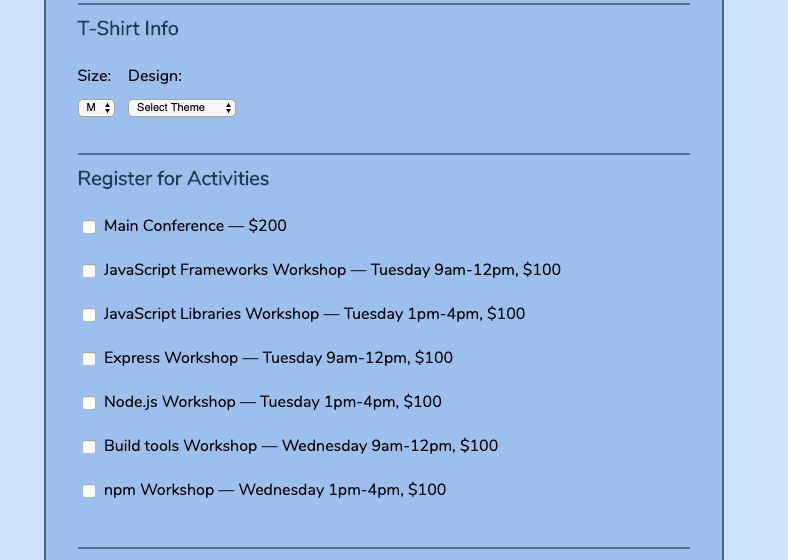 T-Shirt Info
Size: Design:
M Select Theme
Register for Activities
Main Conference — $200
JavaScript Frameworks Workshop — Tuesday 9am-12pm, $100
JavaScript Libraries Workshop — Tuesday 1pm-4pm, $100
Express Workshop — Tuesday 9am-12pm, $100
Node.js Workshop — Tuesday 1pm-4pm, $100
Build tools Workshop — Wednesday 9am-12pm, $100
npm Workshop — Wednesday 1pm-4pm, $100